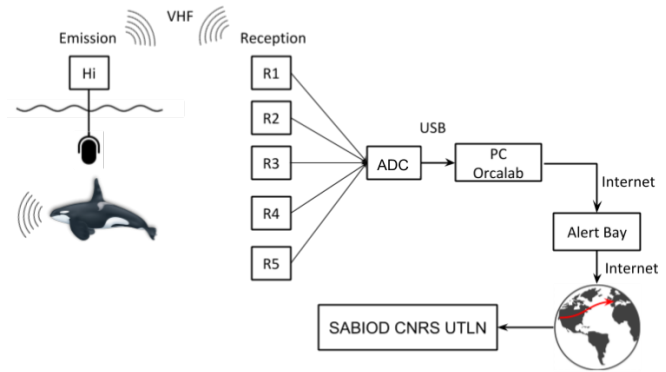 VHF
Emission
Reception
Hi
R1
R2
R3
R4
R5
ADC
USB
PC
Orcalab
Internet
Alert Bay
Internet
SABIOD CNRS UTLN